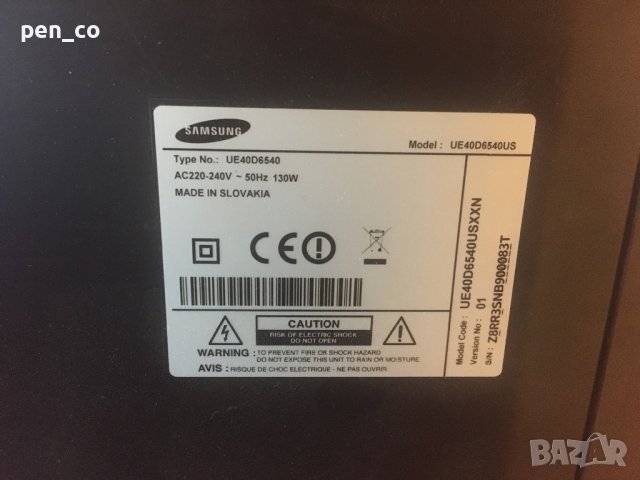 pen_co
SAMSUNG
Model : UE40D6540US
Type No.: UE40D6540
AC220-240V ~ 50Hz 130W
MADE IN SLOVAKIA
CE
CAUTION
RISK OF ELECTRIC SHOCK
DO NOT OPEN
WARNING : TO PREVENT FIRE OR SHOCK HAZARD
DO NOT EXPOSE THIS UNIT TO RAIN OR MOISTURE
AVIS : RISQUE DE CHOC ELECTRIQUE - NE PAS OUVRIR
Model Code : UE40D6540USXXN
Version No : 01
S/N : Z8RR3SNB900083T
BAZAR